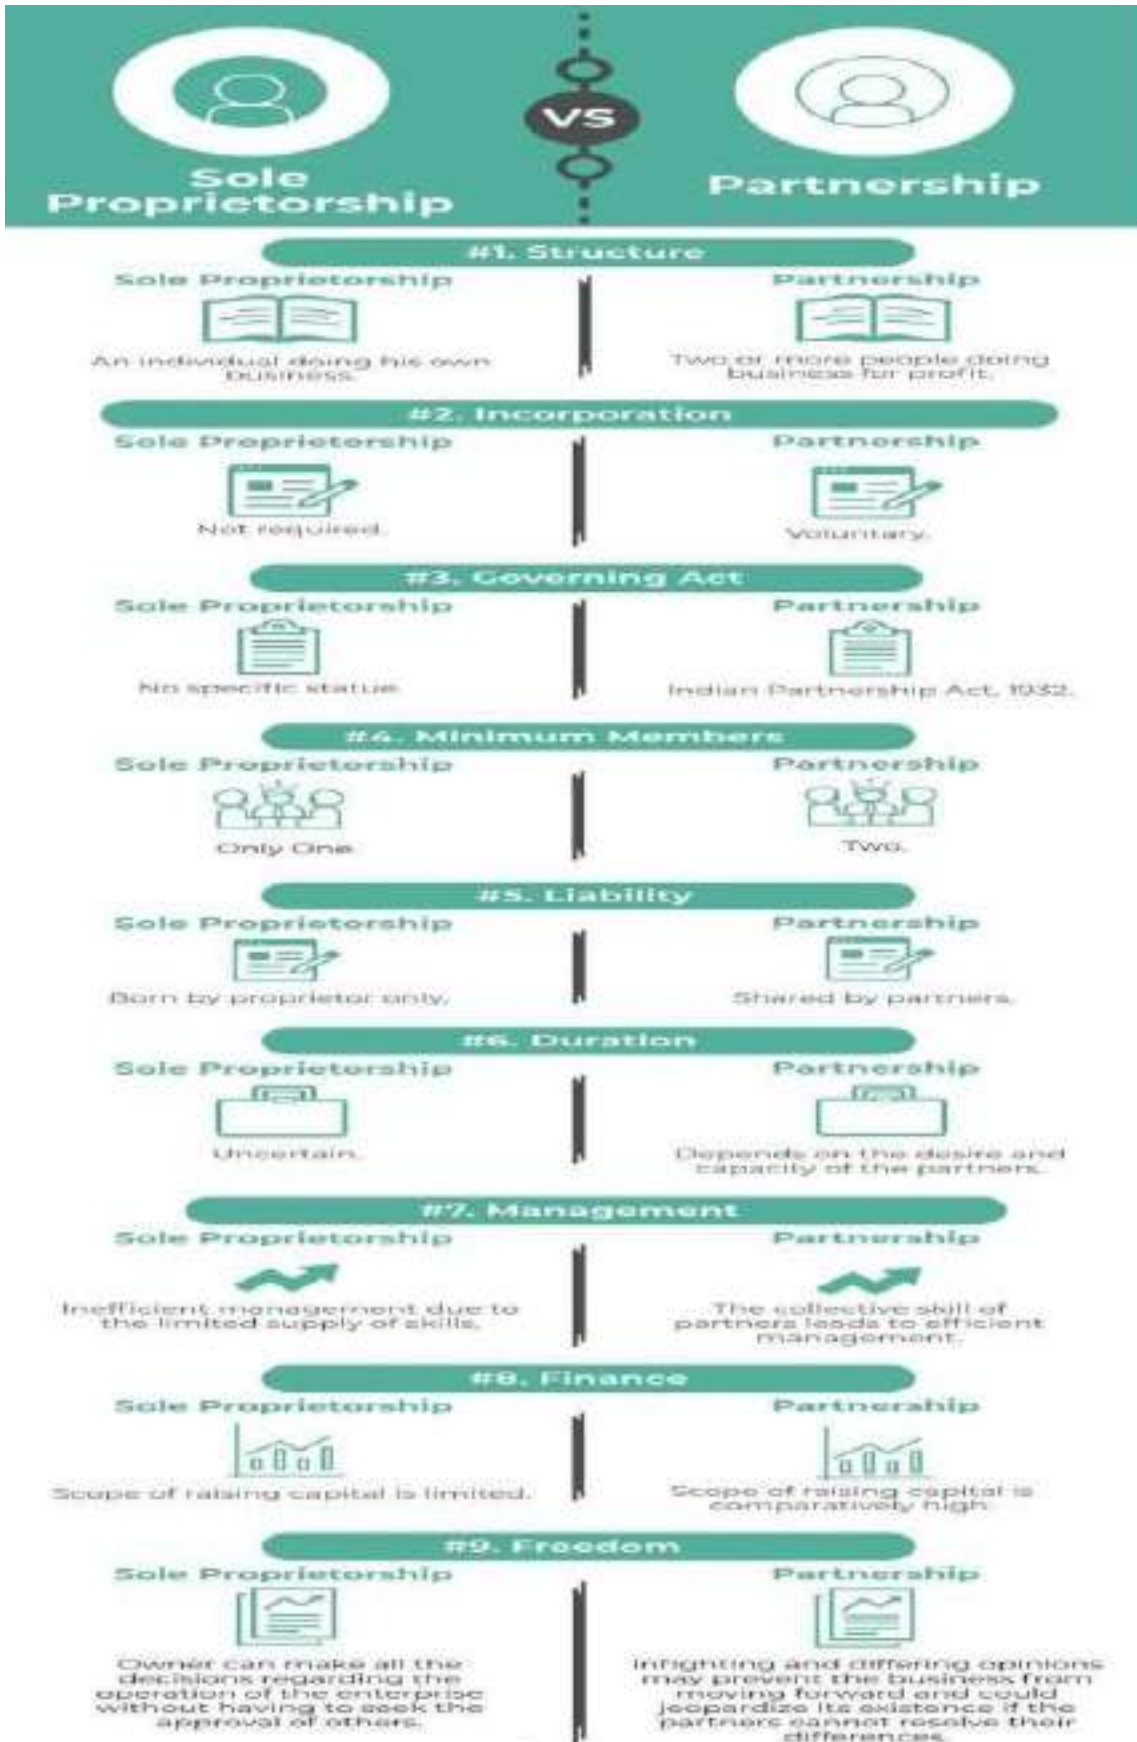 Sole
Proprietorship
VS
Partnership
#1. Structure
Sole Proprietorship
Partnership
An individual doing his own
business.
Two or more people doing
business for profit.
#2. Incorporation
Sole Proprietorship
Partnership
Not required.
Voluntary.
#3. Governing Act
Sole Proprietorship
Partnership
No specific statue
Indian Partnership Act, 1932.
#4. Minimum Members
Sole Proprietorship
Partnership
Only One.
Two.
#5. Liability
Sole Proprietorship
Partnership
Born by proprietor only.
Shared by partners.
#6. Duration
Sole Proprietorship
Partnership
Uncertain.
Depends on the desire and
capacity of the partners.
#7. Management
Sole Proprietorship
Partnership
Inefficient management due to
the limited supply of skills.
The collective skill of
partners leads to efficient
management.
#8. Finance
Sole Proprietorship
Partnership
Scope of raising capital is limited.
Scope of raising capital is
comparatively high.
#9. Freedom
Sole Proprietorship
Partnership
Owner can make all the
decisions regarding the
operation of the enterprise
without having to seek the
approval of others.
Infighting and differing opinions
may prevent the business from
moving forward and could
jeopardize its existence if the
partners cannot resolve their
differences.